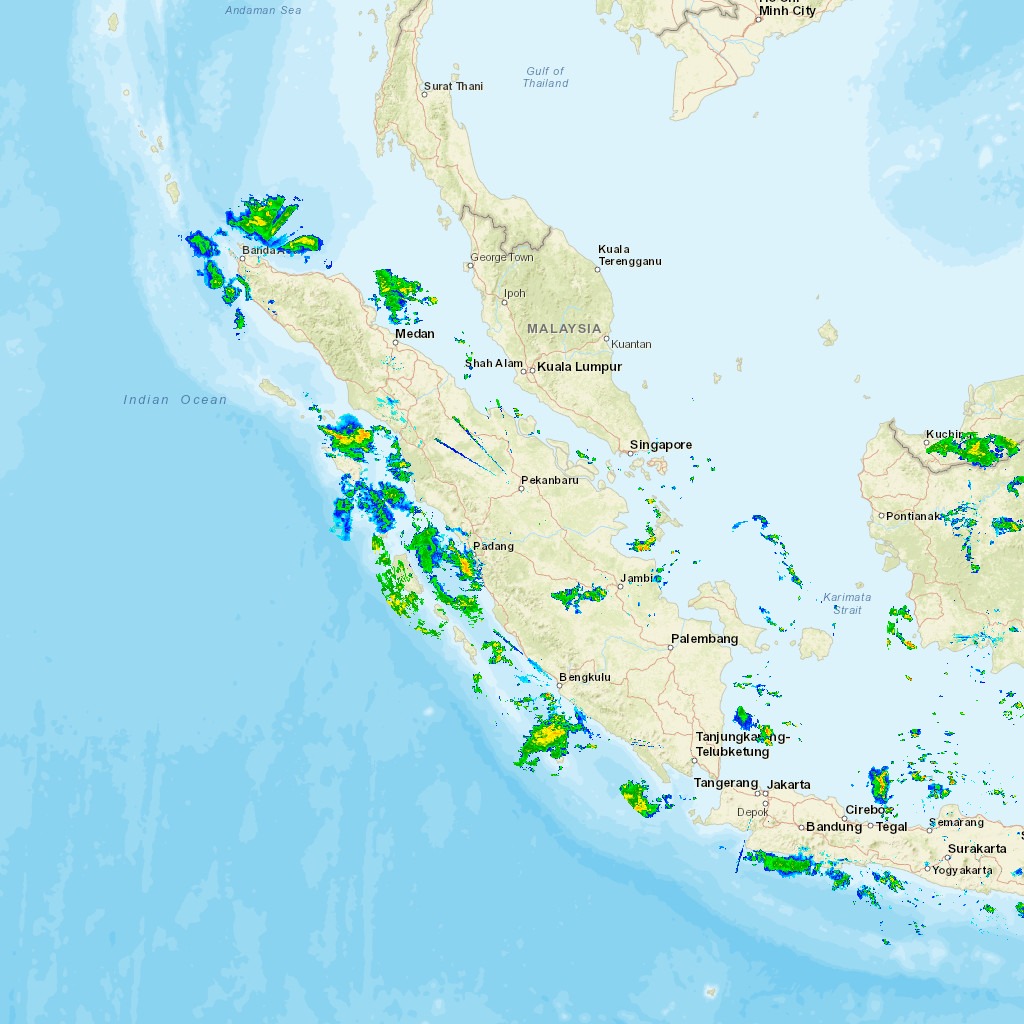 Andaman Sea
Minh City
Gulf of
Thailand
Surat Thani
Banda
George Town
Kuala
Terengganu
Ipoh
MALAYSIA
Medan
Kuantan
Shah Alam
Kuala Lumpur
Indian Ocean
Kuching
Singapore
Pekanbaru
Pontianak
Padang
Jambi
Karimata
Strait
Palembang
Bengkulu
Tanjungkarang-
Telubketung
Tangerang
Jakarta
Depok
Cirebon
Bandung
Tegal
Semarang
Surakarta
Yogyakarta